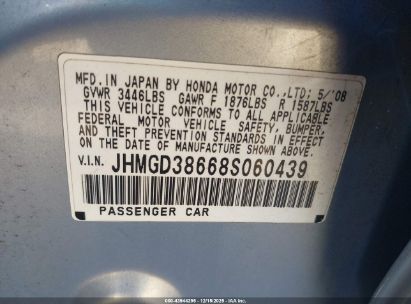 MFD. IN JAPAN BY HONDA MOTOR CO.,LTD; 5/'08
GVWR 3446LBS GAWR F 1876LBS R 1587LBS
THIS VEHICLE CONFORMS TO ALL APPLICABLE
FEDERAL MOTOR VEHICLE SAFETY, BUMPER,
AND THEFT PREVENTION STANDARDS IN EFFECT
ON THE DATE OF MANUFACTURE SHOWN ABOVE.
V.I.N. JHMGD38668S060439
PASSENGER CAR